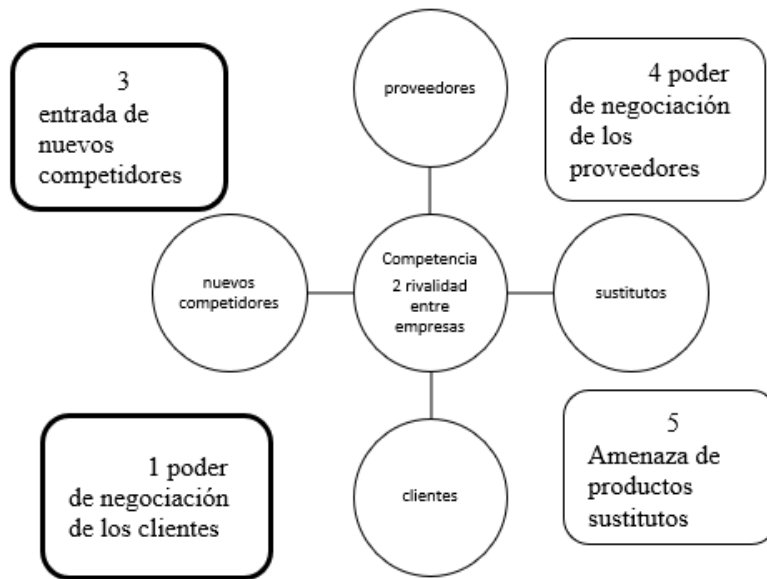 3
entrada de
nuevos
competidores
proveedores
4 poder
de negociación
de los
proveedores
nuevos
competidores
Competencia
2 rivalidad
entre
empresas
sustitutos
1 poder
de negociación
de los clientes
clientes
5
Amenaza de
productos
sustitutos